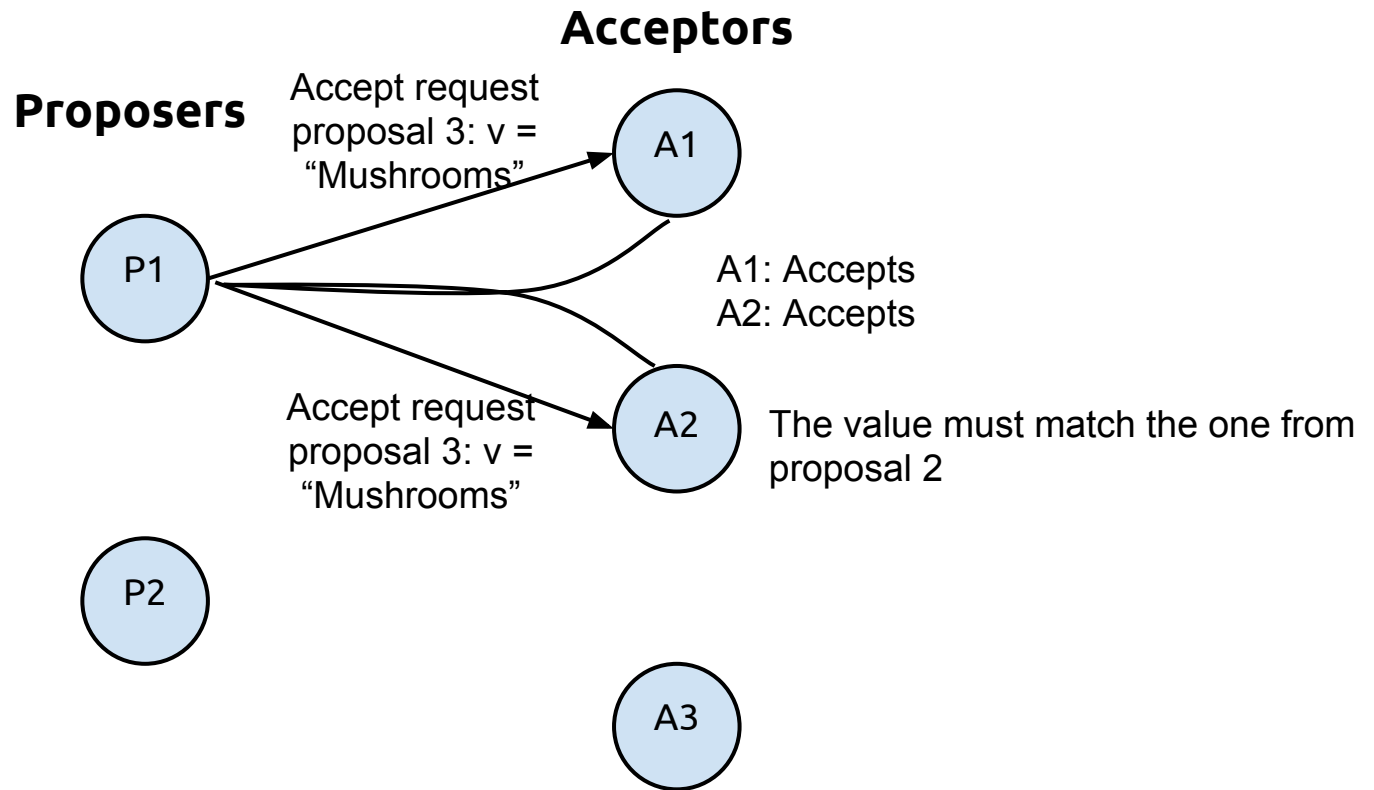 Acceptors
Proposers
Accept request
proposal 3: v =
“Mushrooms”
A1
P1
A1: Accepts
A2: Accepts
Accept request
proposal 3: v =
“Mushrooms”
A2
The value must match the one from
proposal 2
P2
A3